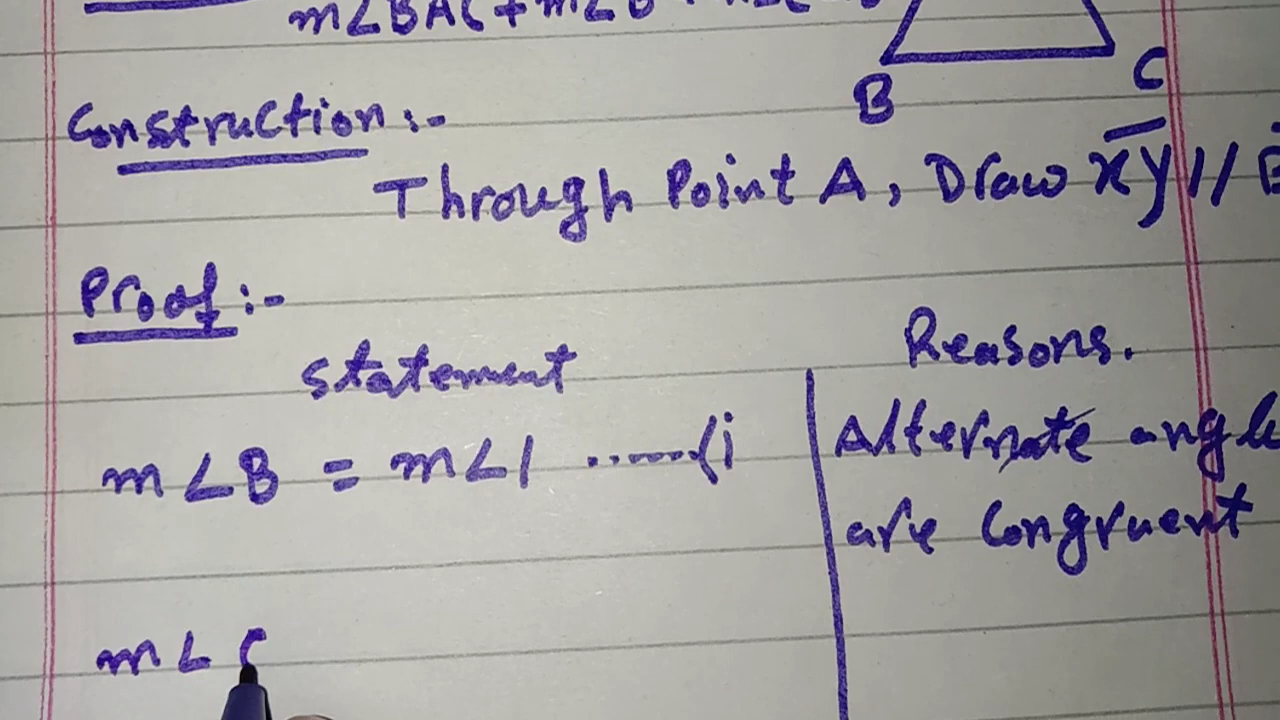 m∠BAC + m∠B + m∠C
B C
Construction :-
Through Point A, Draw XY //
Proof :-
statement Reasons.
m∠B = m∠1 ......(i Alternate angle
are Congruent
m∠C